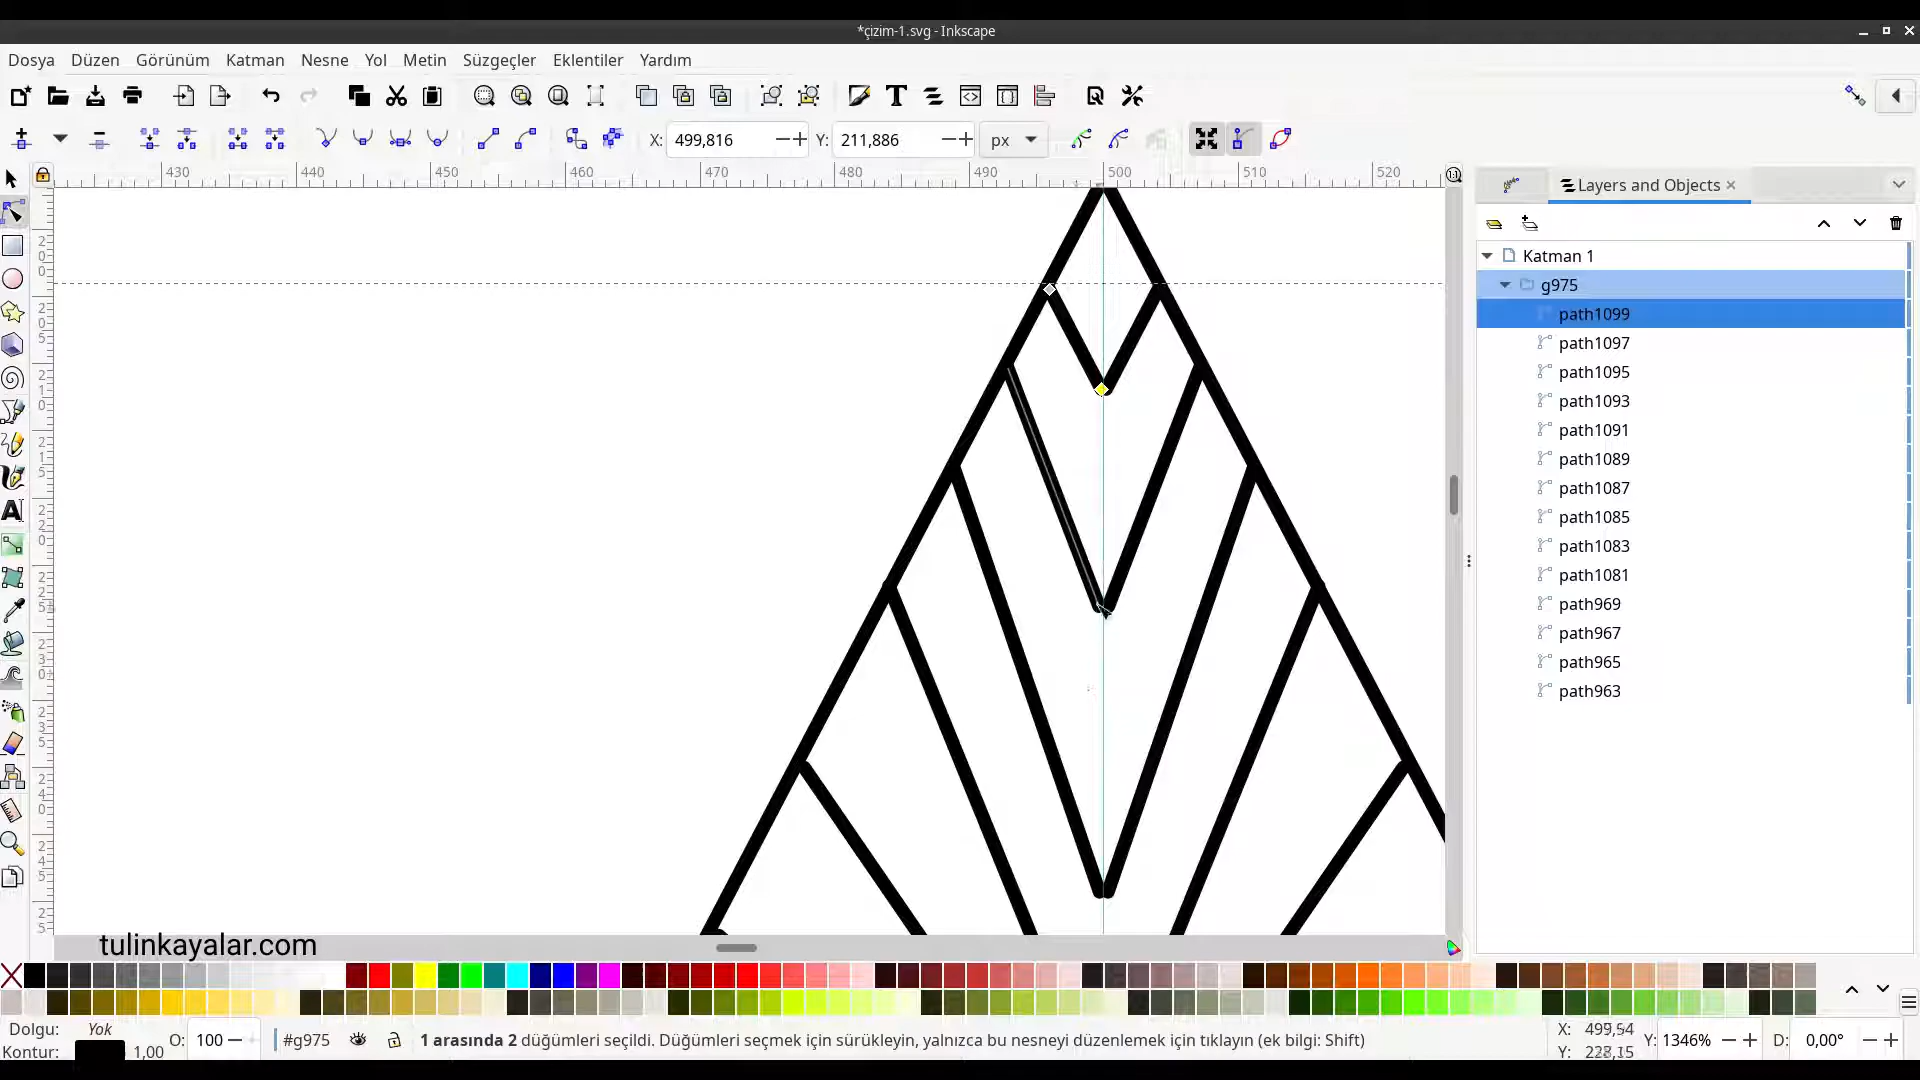 *çizim-1.svg - Inkscape
Dosya Düzen Görünüm Katman Nesne Yol Metin Süzgeçler Eklentiler Yardım
X: 499,816 Y: 211,886 px
430 440 450 460 470 480 490 500 510 520
Layers and Objects
Katman 1
g975
path1099
path1097
path1095
path1093
path1091
path1089
path1087
path1085
path1083
path1081
path969
path967
path965
path963
tulinkayalar.com
Dolgu: Yok O: 100 #g975 1 arasında 2 düğümleri seçildi. Düğümleri seçmek için sürükleyin, yalnızca bu nesneyi düzenlemek için tıklayın (ek bilgi: Shift) X: 499,54 Y: 1346% D: 0,00°
Kontur: 1,00 Y: